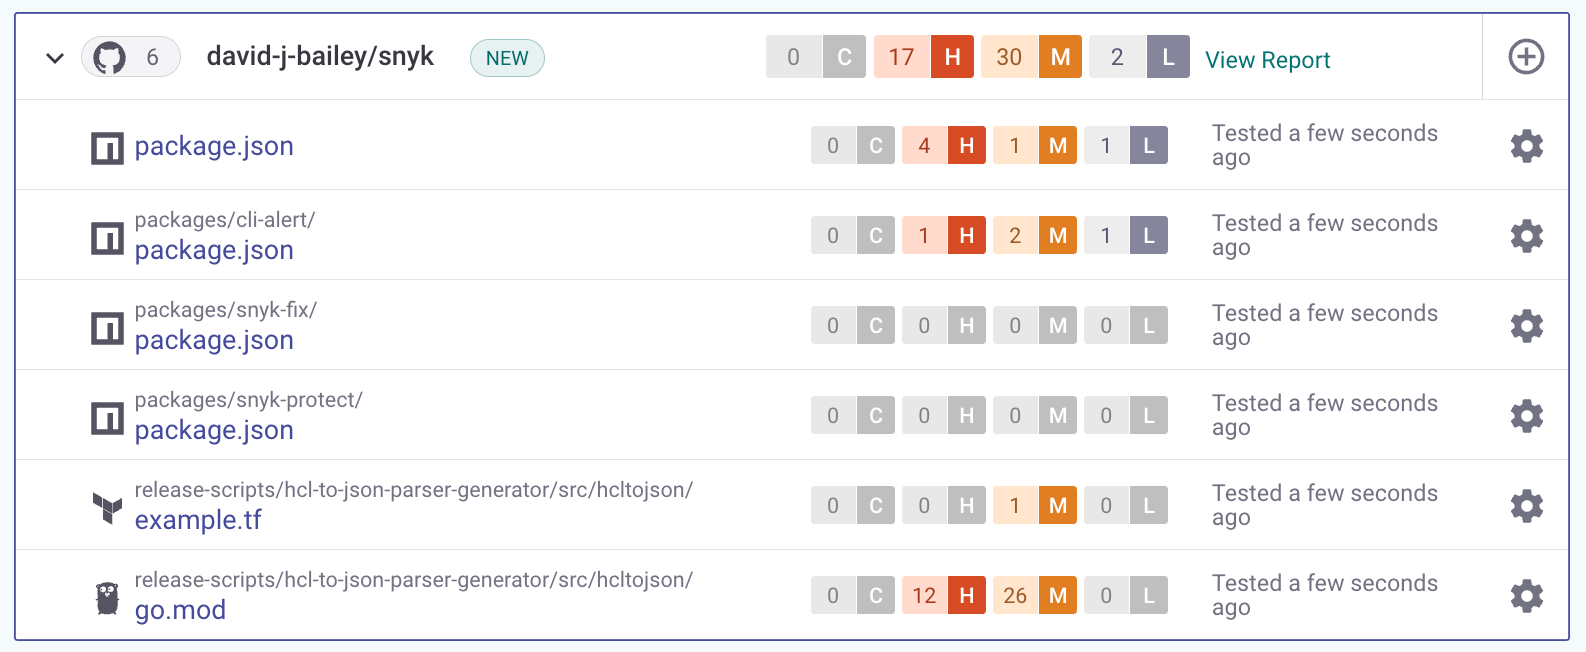 6 david-j-bailey/snyk NEW 0 C 17 H 30 M 2 L View Report
package.json 0 C 4 H 1 M 1 L Tested a few seconds
ago
packages/cli-alert/
package.json 0 C 1 H 2 M 1 L Tested a few seconds
ago
packages/snyk-fix/
package.json 0 C 0 H 0 M 0 L Tested a few seconds
ago
packages/snyk-protect/
package.json 0 C 0 H 0 M 0 L Tested a few seconds
ago
release-scripts/hcl-to-json-parser-generator/src/hcltojson/
example.tf 0 C 0 H 1 M 0 L Tested a few seconds
ago
release-scripts/hcl-to-json-parser-generator/src/hcltojson/
go.mod 0 C 12 H 26 M 0 L Tested a few seconds
ago